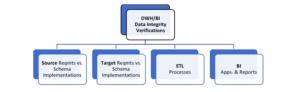 DWH/BI
Data Integrity
Verifications
Source Reqmts vs.
Schema
Implementations
Target Reqmts vs.
Schema
Implementations
ETL
Processes
BI
Apps. & Reports